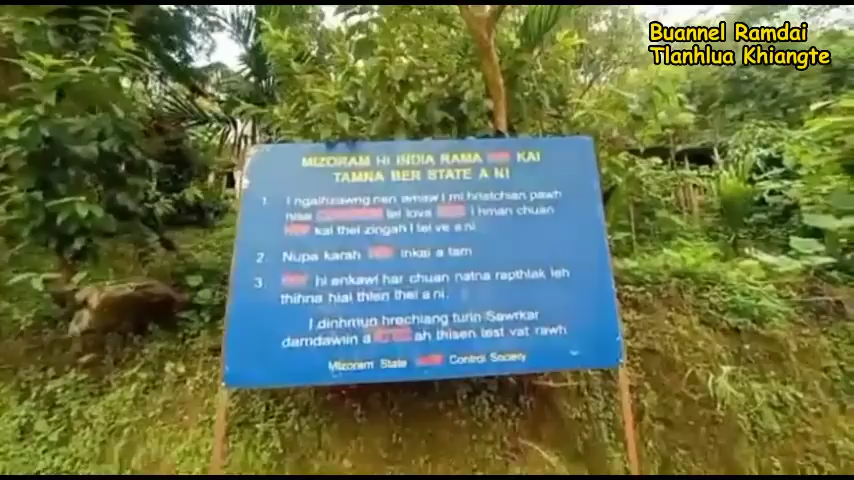 Buannel Ramdai
Tlanhlua Khiangte
MIZORAM HI INDIA RAMA KAI
TAMNA BER STATE A NI
1. I ngaihzawng nen emaw i mi hriatchian pawh
nise lei lova i hman chuan
kai thei zingah i tel ve a ni.
2. Nupa karah inkai a tam
3. hi enkawl har chuan natna rapthlak leh
thihna hial thlen thei a ni.
I dinhmun hrechiang turin Sawrkar
damdawiin a ah thisen test vat rawh
Mizoram State Control Society